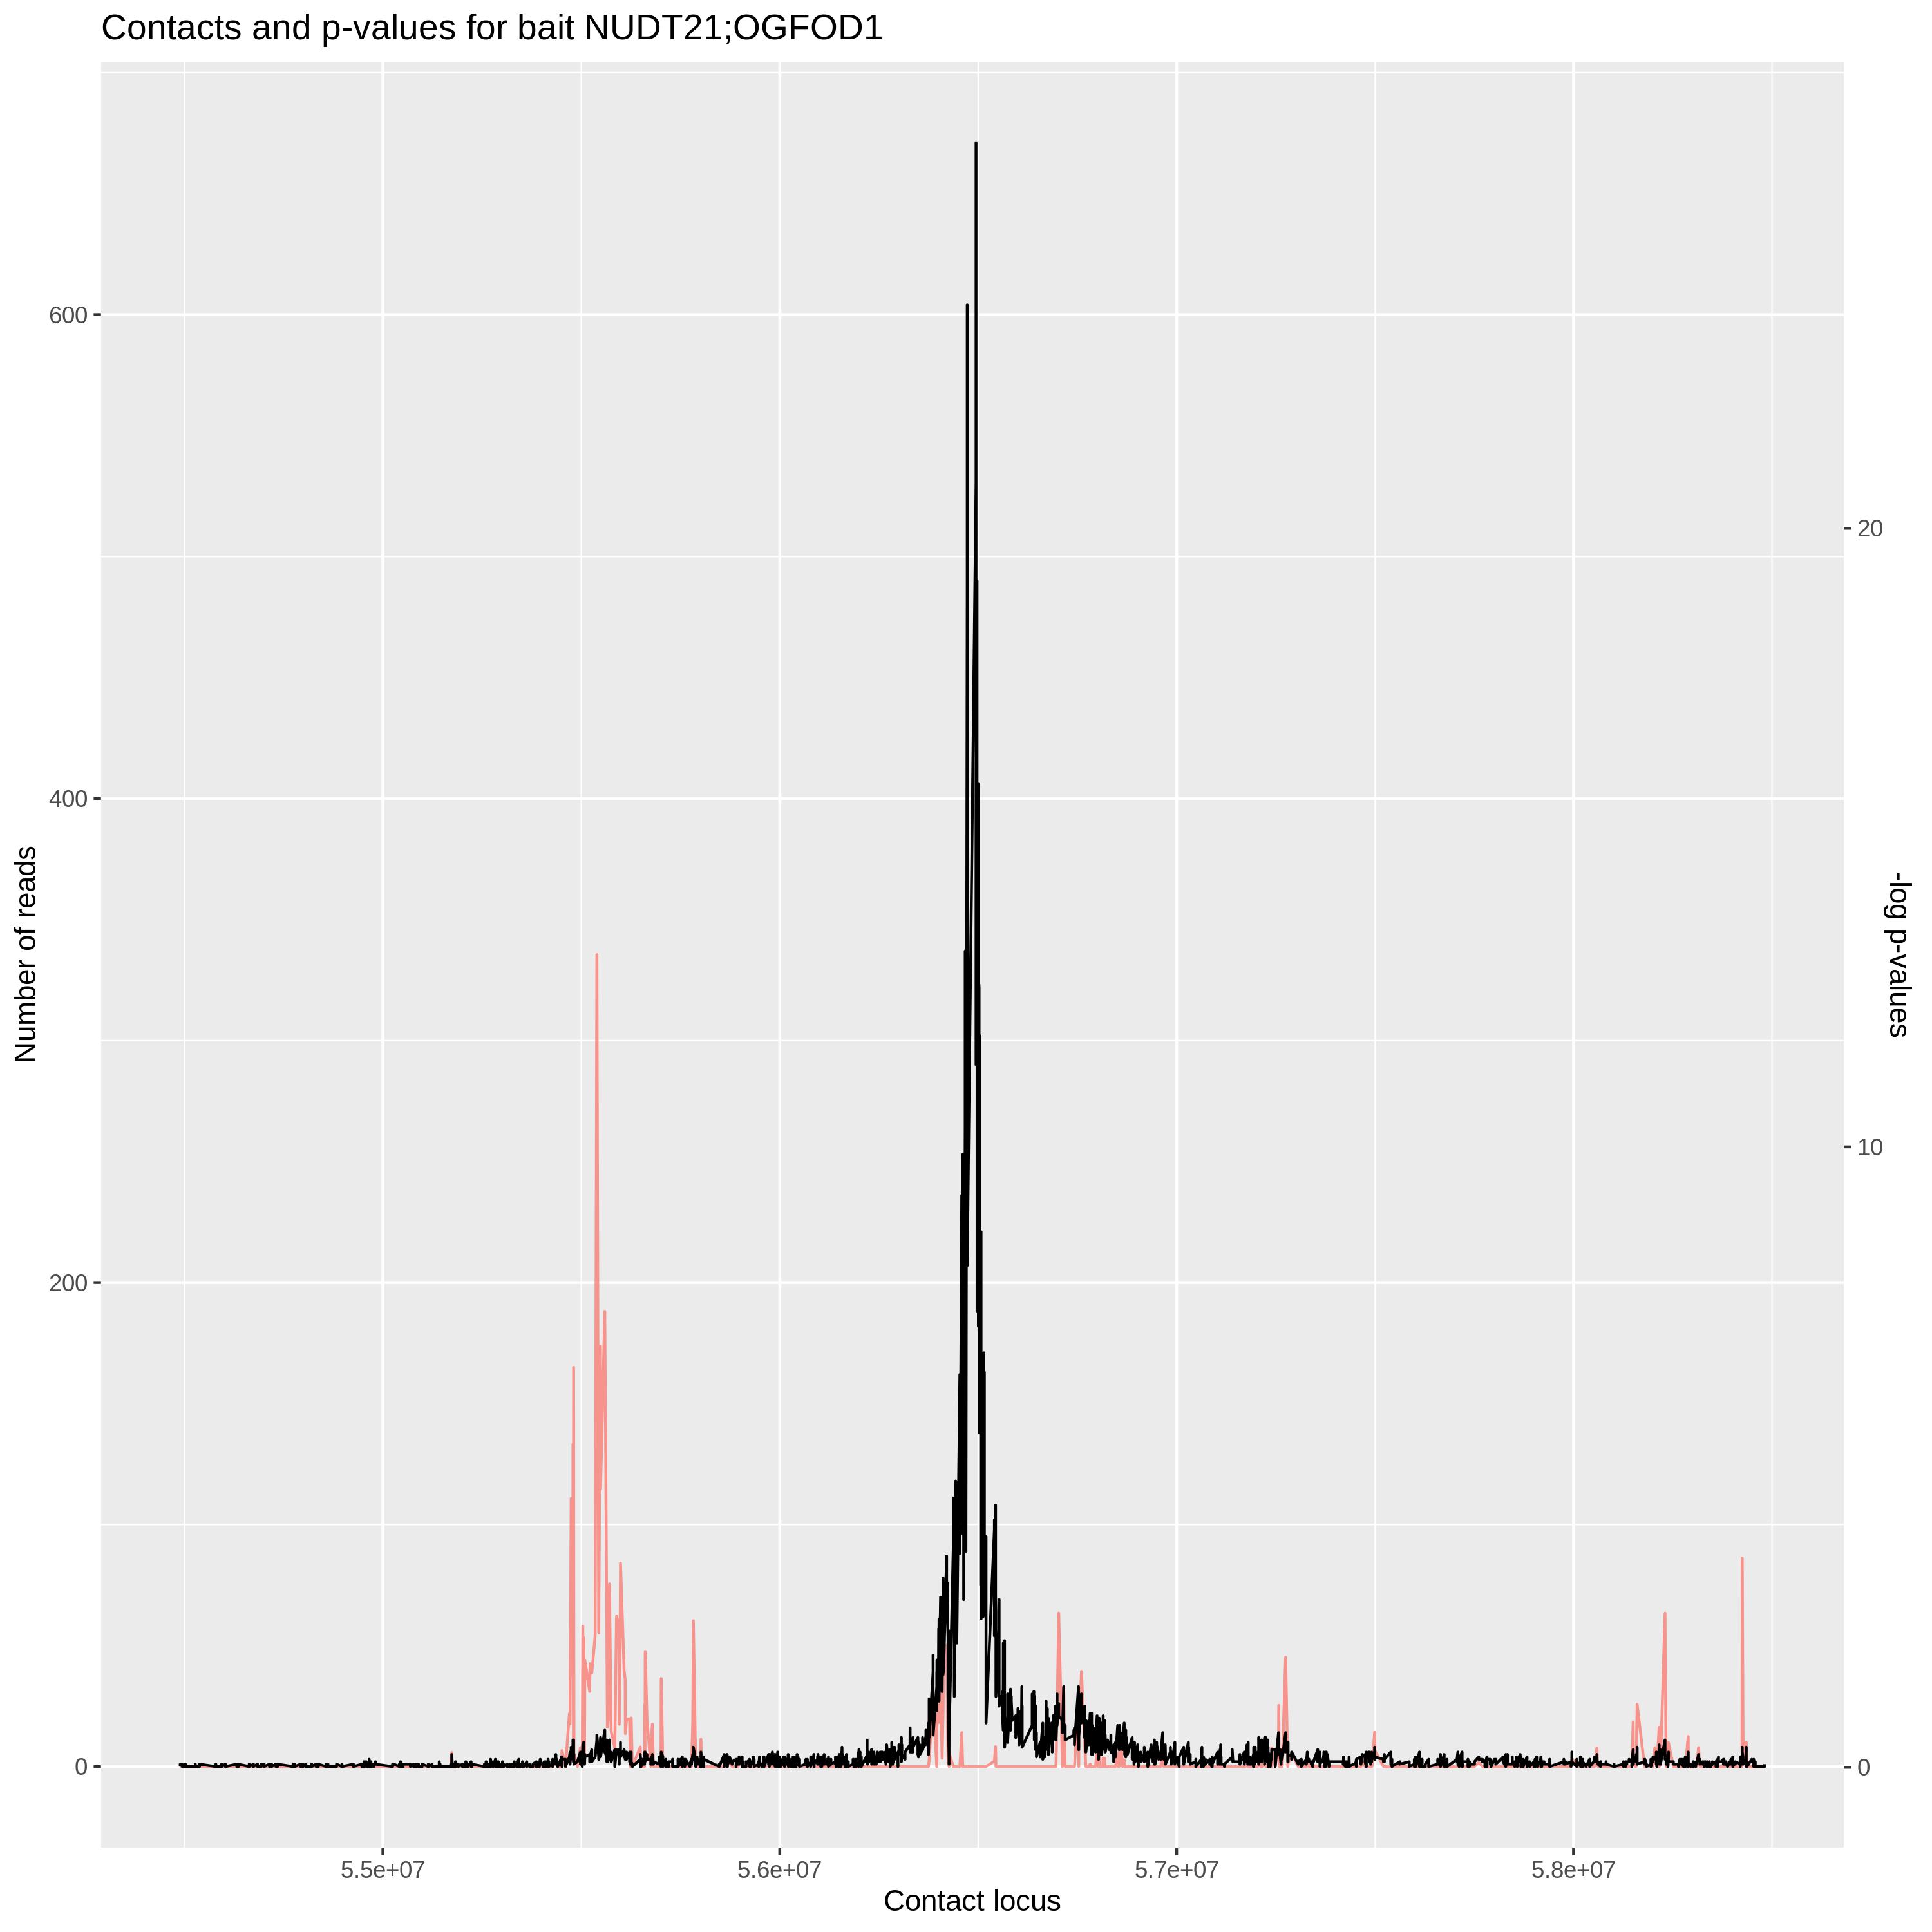 Contacts and p-values for bait NUDT21;OGFOD1
600
400
200
0
Number of reads
20
10
0
-log p-values
5.5e+07
5.6e+07
5.7e+07
5.8e+07
Contact locus